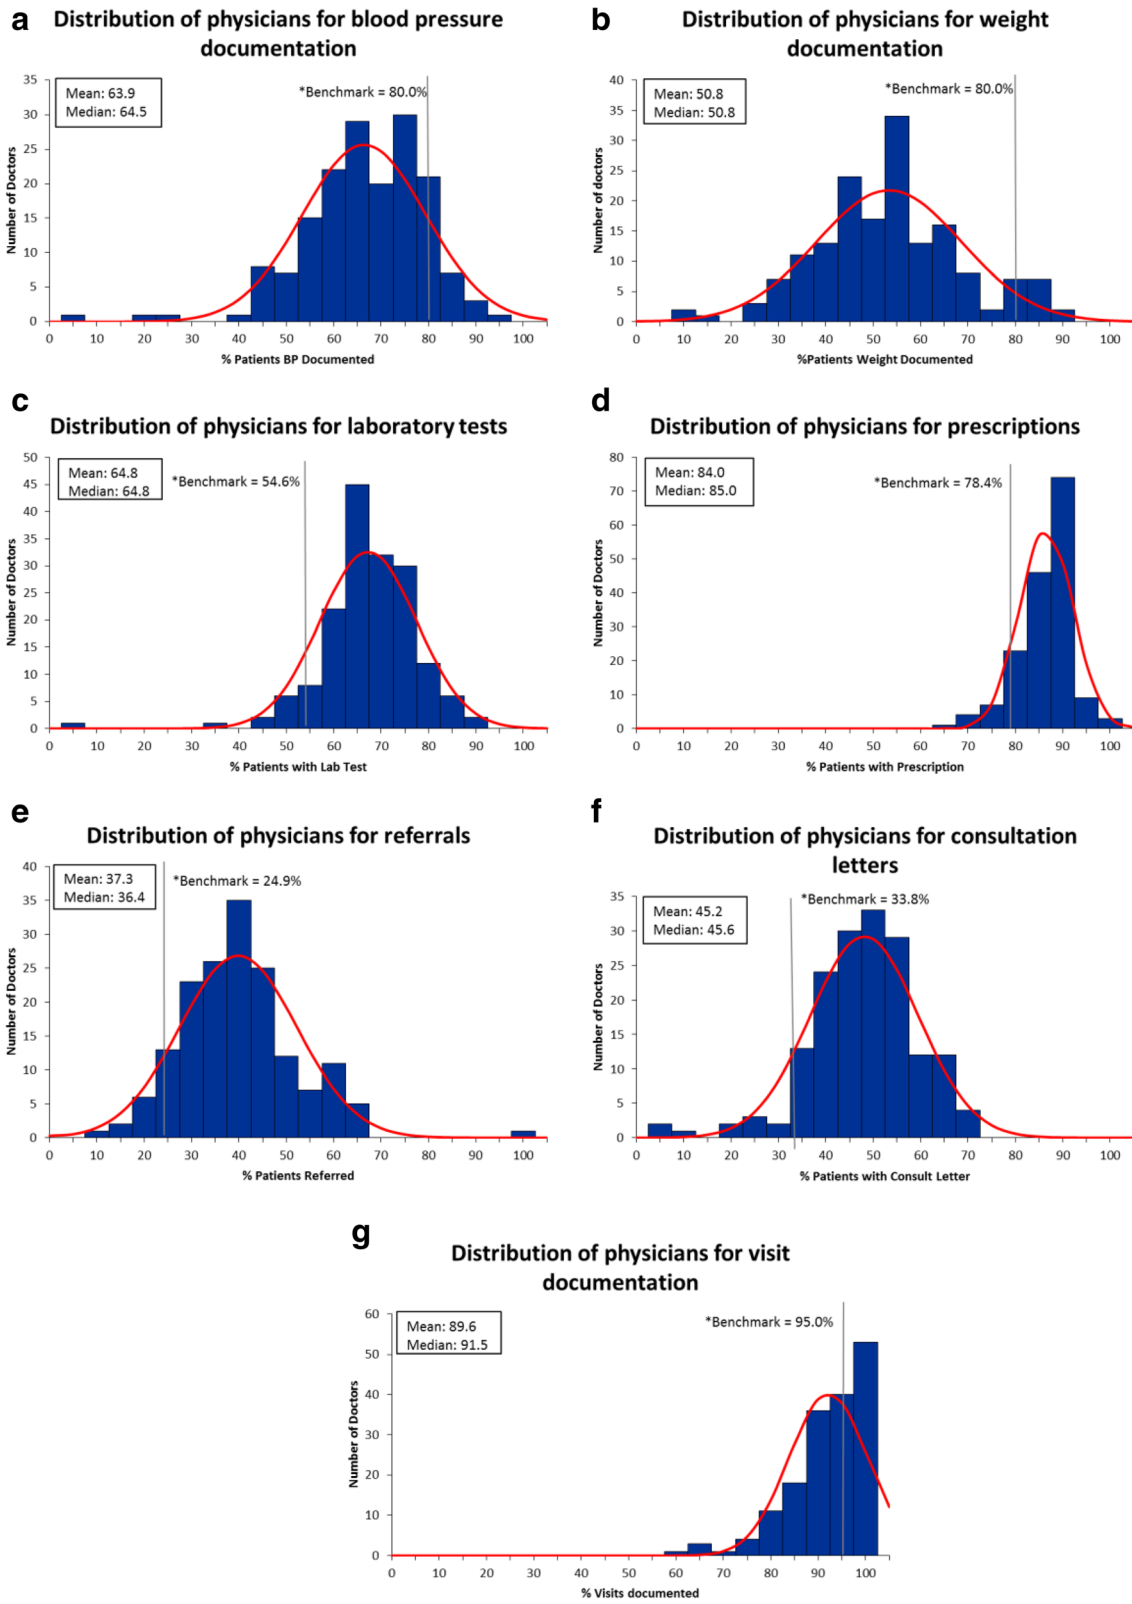 a
Distribution of physicians for blood pressure
documentation
Mean: 63.9
Median: 64.5
*Benchmark = 80.0%
Number of Doctors
35
30
25
20
15
10
5
0
0 10 20 30 40 50 60 70 80 90 100
% Patients BP Documented
b
Distribution of physicians for weight
documentation
Mean: 50.8
Median: 50.8
*Benchmark = 80.0%
Number of doctors
40
35
30
25
20
15
10
5
0
0 10 20 30 40 50 60 70 80 90 100
%Patients Weight Documented
c
Distribution of physicians for laboratory tests
Mean: 64.8
Median: 64.8
*Benchmark = 54.6%
Number of Doctors
50
45
40
35
30
25
20
15
10
5
0
0 10 20 30 40 50 60 70 80 90 100
% Patients with Lab Test
d
Distribution of physicians for prescriptions
Mean: 84.0
Median: 85.0
*Benchmark = 78.4%
Number of Doctors
80
70
60
50
40
30
20
10
0
0 10 20 30 40 50 60 70 80 90 100
% Patients with Prescription
e
Distribution of physicians for referrals
Mean: 37.3
Median: 36.4
*Benchmark = 24.9%
Number of Doctors
40
35
30
25
20
15
10
5
0
0 10 20 30 40 50 60 70 80 90 100
% Patients Referred
f
Distribution of physicians for consultation
letters
Mean: 45.2
Median: 45.6
*Benchmark = 33.8%
Number of Doctors
35
30
25
20
15
10
5
0
0 10 20 30 40 50 60 70 80 90 100
% Patients with Consult Letter
g
Distribution of physicians for visit
documentation
Mean: 89.6
Median: 91.5
*Benchmark = 95.0%
Number of Doctors
60
50
40
30
20
10
0
0 10 20 30 40 50 60 70 80 90 100
% Visits documented